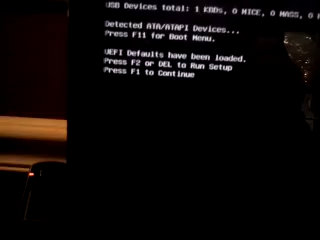 USB Devices total: 1 KBDs, 0 MICE, 0 MASS, 0
Detected ATA/ATAPI Devices...
Press F11 for Boot Menu.
UEFI Defaults have been loaded.
Press F2 or DEL to Run Setup
Press F1 to Continue